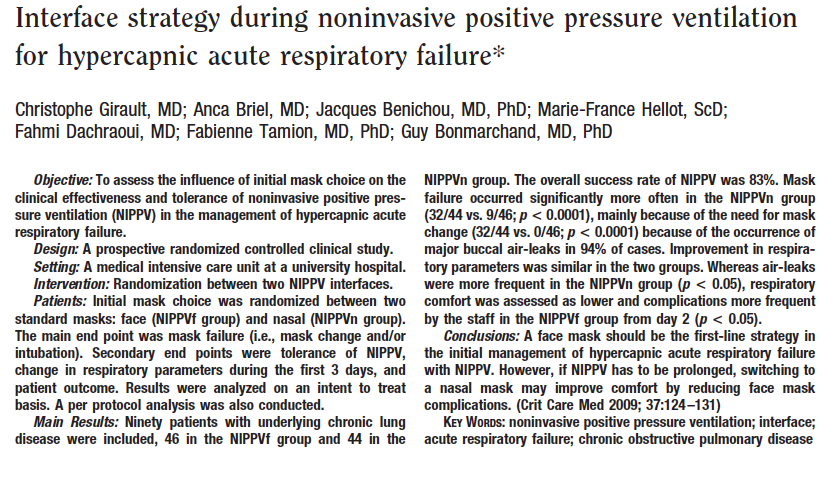 Interface strategy during noninvasive positive pressure ventilation
for hypercapnic acute respiratory failure*
Christophe Girault, MD; Anca Briel, MD; Jacques Benichou, MD, PhD; Marie-France Hellot, ScD;
Fahmi Dachraoui, MD; Fabienne Tamion, MD, PhD; Guy Bonmarchand, MD, PhD
Objective: To assess the influence of initial mask choice on the
clinical effectiveness and tolerance of noninvasive positive pres-
sure ventilation (NIPPV) in the management of hypercapnic acute
respiratory failure.
Design: A prospective randomized controlled clinical study.
Setting: A medical intensive care unit at a university hospital.
Intervention: Randomization between two NIPPV interfaces.
Patients: Initial mask choice was randomized between two
standard masks: face (NIPPVf group) and nasal (NIPPVn group).
The main end point was mask failure (i.e., mask change and/or
intubation). Secondary end points were tolerance of NIPPV,
change in respiratory parameters during the first 3 days, and
patient outcome. Results were analyzed on an intent to treat
basis. A per protocol analysis was also conducted.
Main Results: Ninety patients with underlying chronic lung
disease were included, 46 in the NIPPVf group and 44 in the
NIPPVn group. The overall success rate of NIPPV was 83%. Mask
failure occurred significantly more often in the NIPPVn group
(32/44 vs. 9/46; p < 0.0001), mainly because of the need for mask
change (32/44 vs. 0/46; p < 0.0001) because of the occurrence of
major buccal air-leaks in 94% of cases. Improvement in respira-
tory parameters was similar in the two groups. Whereas air-leaks
were more frequent in the NIPPVn group (p < 0.05), respiratory
comfort was assessed as lower and complications more frequent
by the staff in the NIPPVf group from day 2 (p < 0.05).
Conclusions: A face mask should be the first-line strategy in
the initial management of hypercapnic acute respiratory failure
with NIPPV. However, if NIPPV has to be prolonged, switching to
a nasal mask may improve comfort by reducing face mask
complications. (Crit Care Med 2009; 37:124–131)
KEY WORDS: noninvasive positive pressure ventilation; interface;
acute respiratory failure; chronic obstructive pulmonary disease